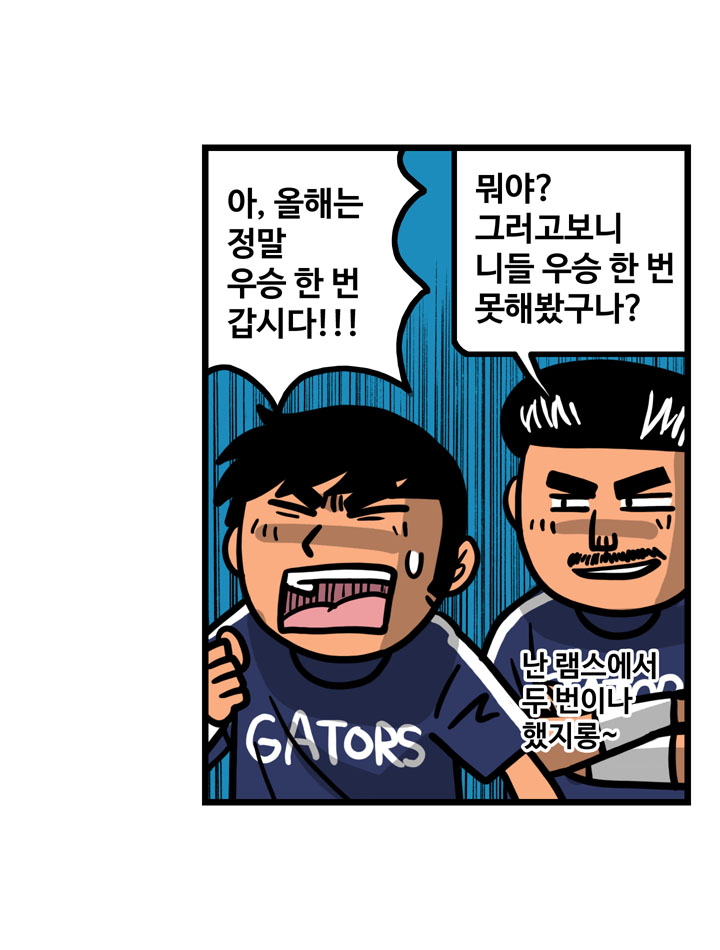 아, 올해는
정말
우승 한 번
갑시다!!!
뭐야?
그러고보니
니들 우승 한 번
못해봤구나?
난 램스에서
두 번이나
했지롱~
GATORS